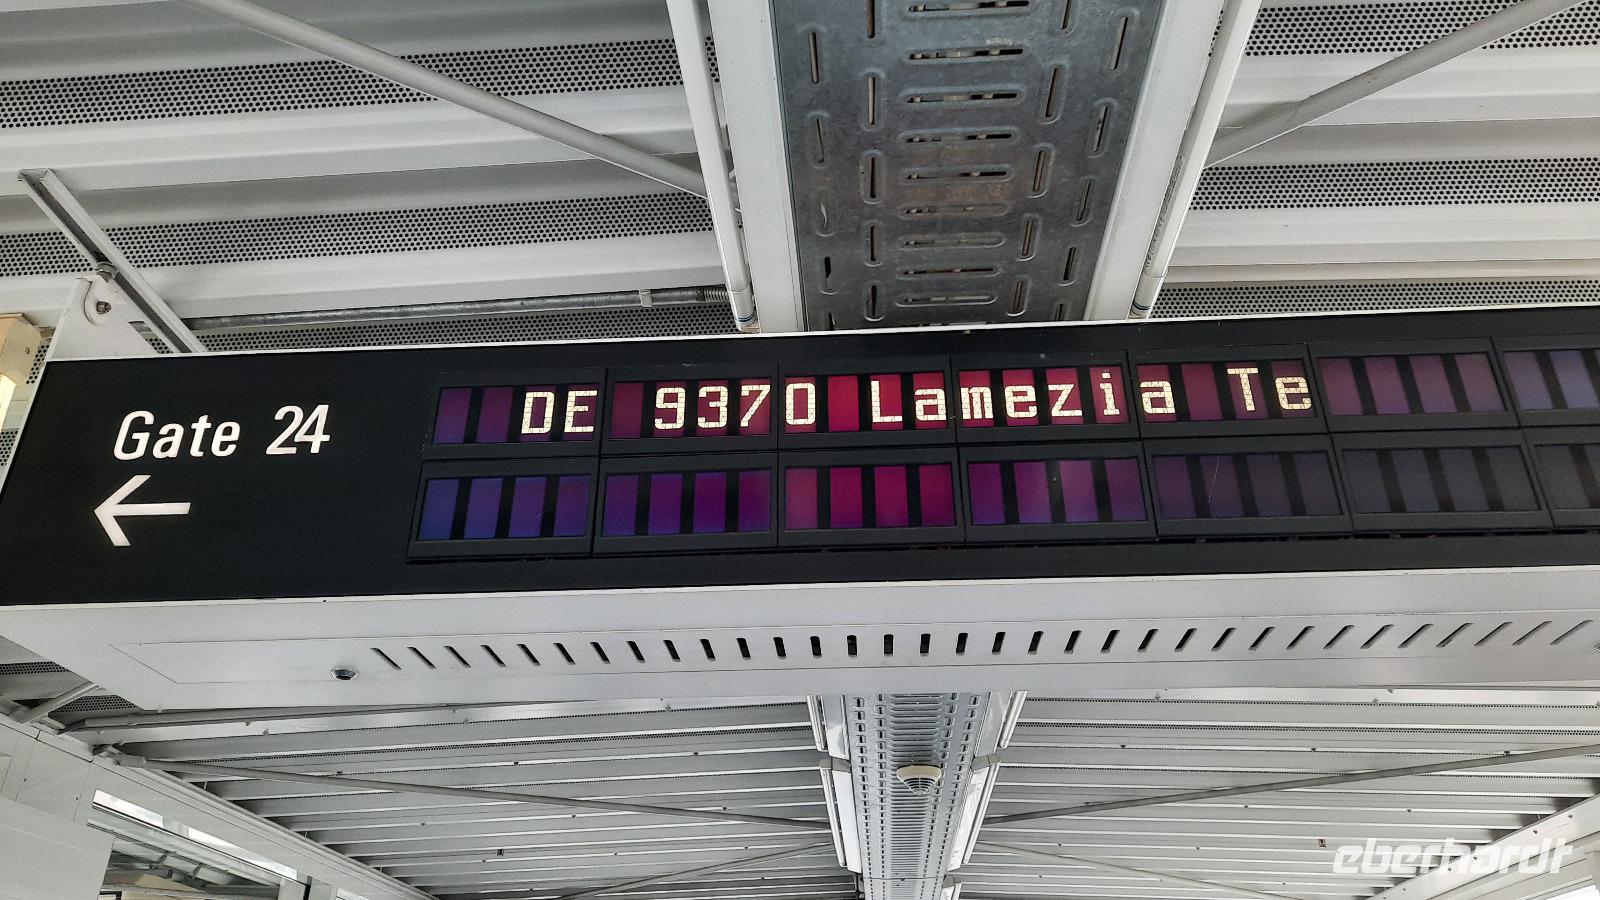 Gate 24
DE 9370 Lamezia Te
eberhardt